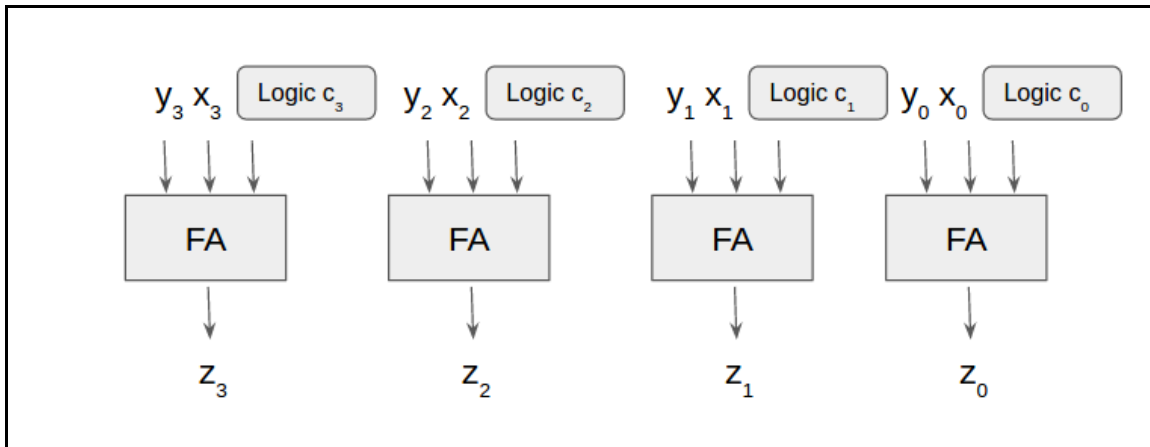 y₃ x₃ Logic c₃ y₂ x₂ Logic c₂ y₁ x₁ Logic c₁ y₀ x₀ Logic c₀
FA FA FA FA
z₃ z₂ z₁ z₀